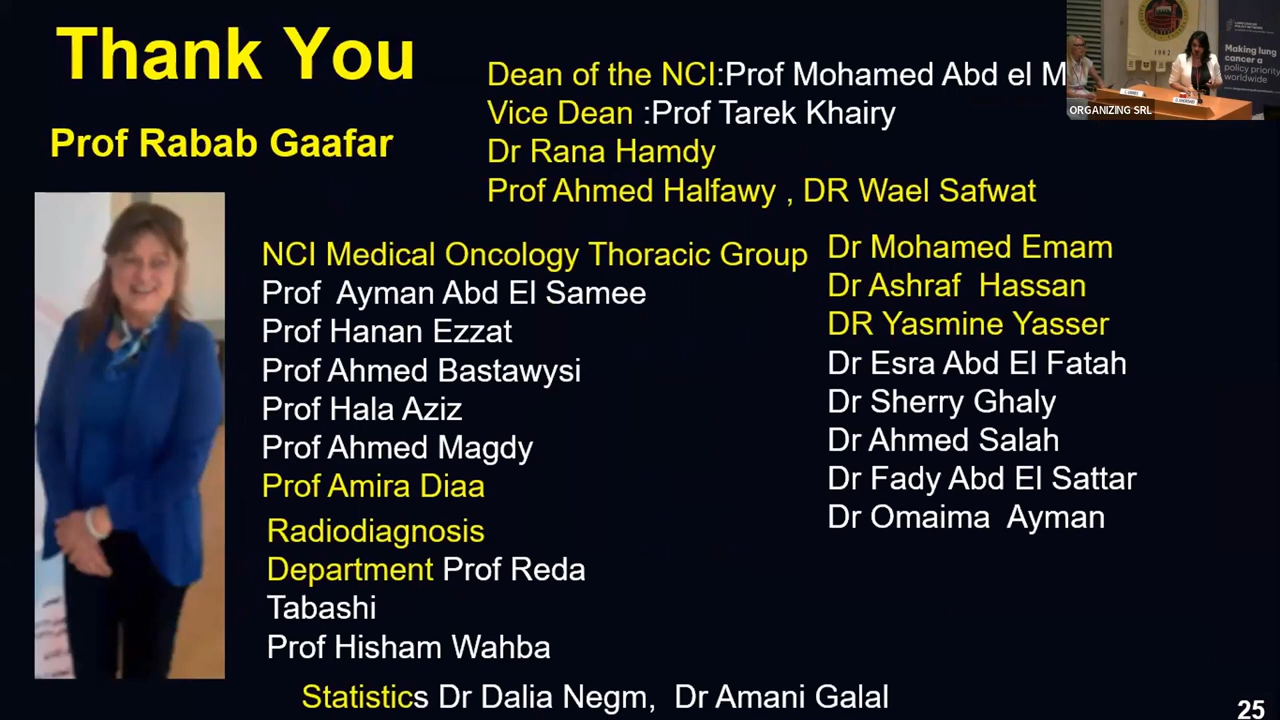 Thank You
Prof Rabab Gaafar
Dean of the NCI:Prof Mohamed Abd el M
Vice Dean :Prof Tarek Khairy
Dr Rana Hamdy
Prof Ahmed Halfawy , DR Wael Safwat
NCI Medical Oncology Thoracic Group
Prof Ayman Abd El Samee
Prof Hanan Ezzat
Prof Ahmed Bastawysi
Prof Hala Aziz
Prof Ahmed Magdy
Prof Amira Diaa
Radiodiagnosis
Department Prof Reda
Tabashi
Prof Hisham Wahba
Dr Mohamed Emam
Dr Ashraf Hassan
DR Yasmine Yasser
Dr Esra Abd El Fatah
Dr Sherry Ghaly
Dr Ahmed Salah
Dr Fady Abd El Sattar
Dr Omaima Ayman
Statistics Dr Dalia Negm, Dr Amani Galal
25
1982
Making lung
cancer a
policy priority
worldwide
ORGANIZING SRL